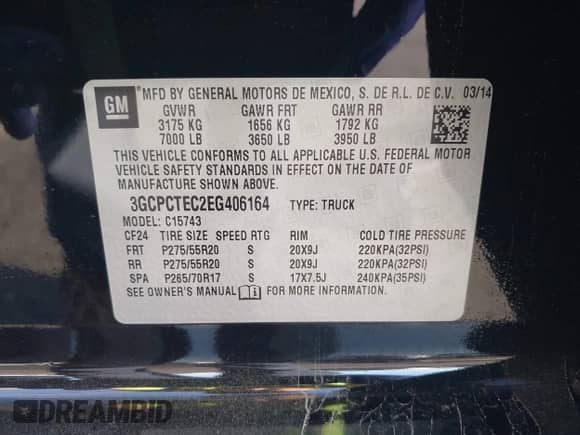 GM
MFD BY GENERAL MOTORS DE MEXICO, S. DE R.L. DE C.V. 03/14
GVWR GAWR FRT GAWR RR
3175 KG 1656 KG 1792 KG
7000 LB 3650 LB 3950 LB
THIS VEHICLE CONFORMS TO ALL APPLICABLE U.S. FEDERAL MOTOR
VEHICLE SAFETY STANDARDS IN EFFECT ON THE DATE OF
MANUFACTURE SHOWN ABOVE.
3GCPCTEC2EG406164 TYPE: TRUCK
MODEL: C15743
CF24 TIRE SIZE SPEED RTG RIM COLD TIRE PRESSURE
FRT P275/55R20 S 20X9J 220KPA(32PSI)
RR P275/55R20 S 20X9J 220KPA(32PSI)
SPA P265/70R17 S 17X7.5J 240KPA(35PSI)
SEE OWNER'S MANUAL FOR MORE INFORMATION.
DREAMBID